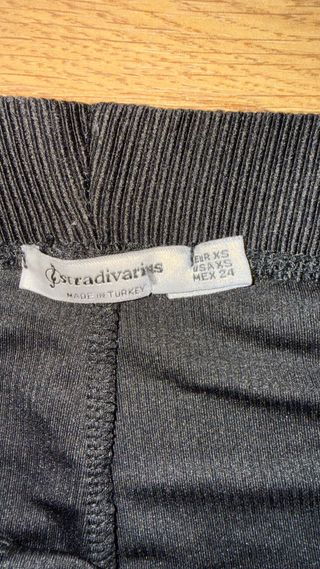 stradivarius
MADE IN TURKEY
EUR XS
USA XS
MEX 24